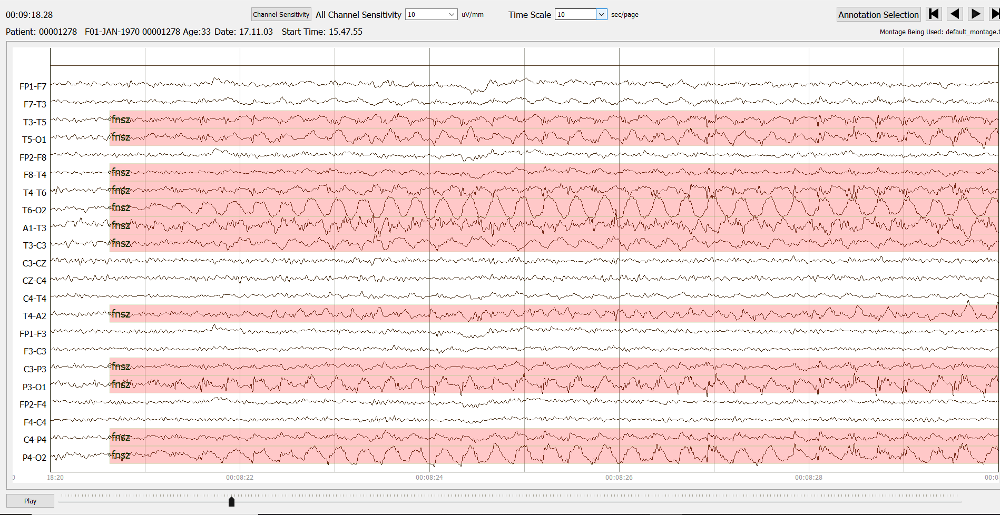 00:09:18.28 Channel Sensitivity All Channel Sensitivity 10 uV/mm Time Scale 10 sec/page Annotation Selection
Patient: 00001278 F01-JAN-1970 00001278 Age:33 Date: 17.11.03 Start Time: 15.47.55 Montage Being Used: default_montage.t
FP1-F7
F7-T3
T3-T5 fnsz
T5-O1 fnsz
FP2-F8
F8-T4 fnsz
T4-T6 fnsz
T6-O2 fnsz
A1-T3 fnsz
T3-C3 fnsz
C3-CZ
CZ-C4
C4-T4
T4-A2 fnsz
FP1-F3
F3-C3
C3-P3 fnsz
P3-O1 fnsz
FP2-F4
F4-C4
C4-P4 fnsz
P4-O2 fnsz
18:20 00:08:22 00:08:24 00:08:26 00:08:28 00:0
Play